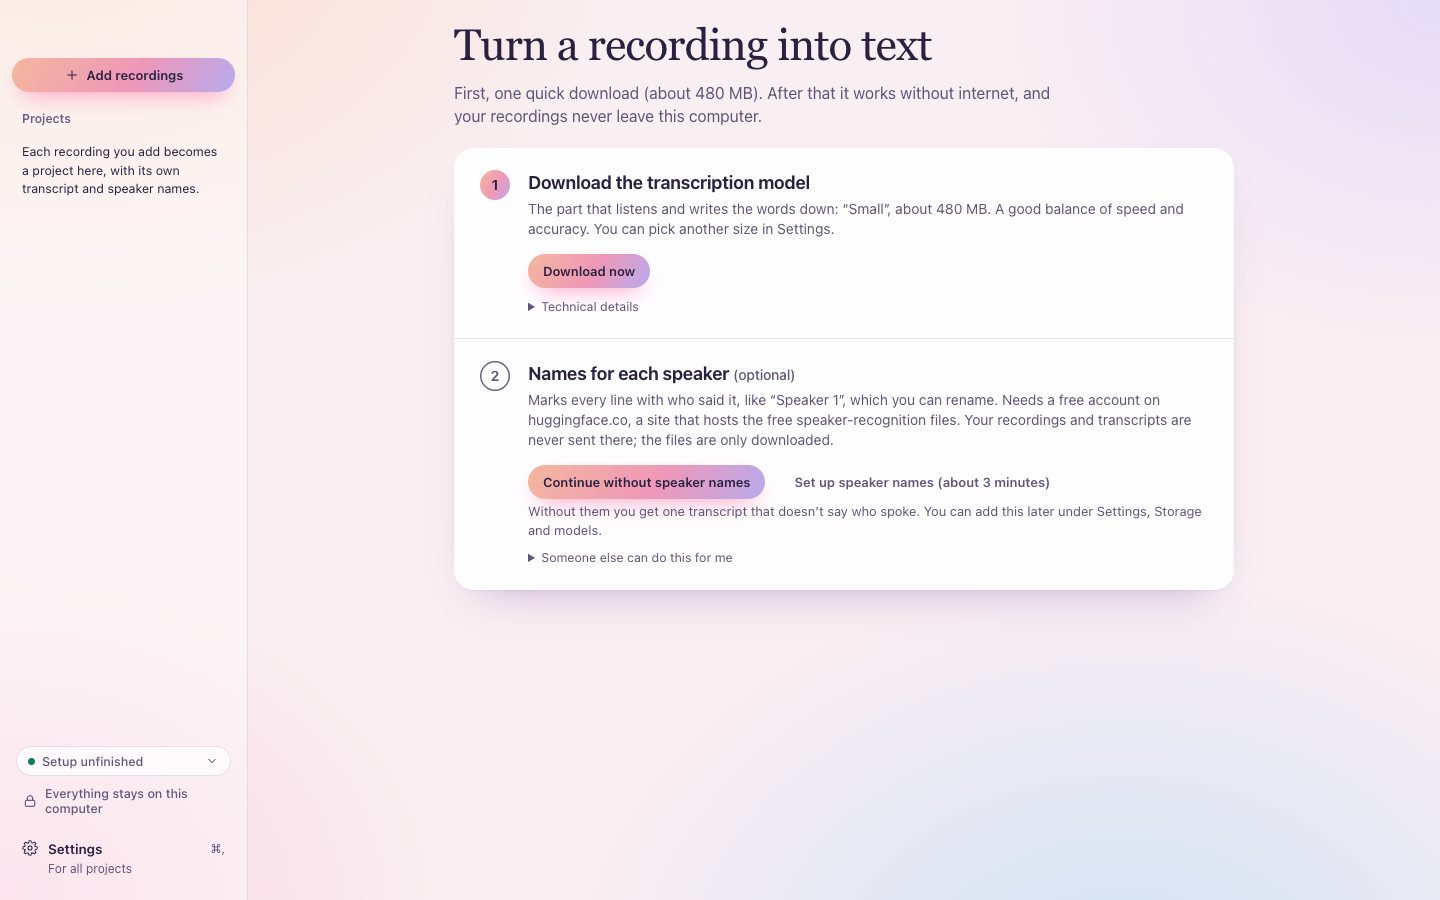 Add recordings
Projects
Each recording you add becomes
a project here, with its own
transcript and speaker names.
Setup unfinished
Everything stays on this
computer
Settings ⌘,
For all projects
Turn a recording into text
First, one quick download (about 480 MB). After that it works without internet, and
your recordings never leave this computer.
1 Download the transcription model
The part that listens and writes the words down: “Small”, about 480 MB. A good balance of speed and
accuracy. You can pick another size in Settings.
Download now
Technical details
2 Names for each speaker (optional)
Marks every line with who said it, like “Speaker 1”, which you can rename. Needs a free account on
huggingface.co, a site that hosts the free speaker-recognition files. Your recordings and transcripts are
never sent there; the files are only downloaded.
Continue without speaker names Set up speaker names (about 3 minutes)
Without them you get one transcript that doesn’t say who spoke. You can add this later under Settings, Storage
and models.
Someone else can do this for me